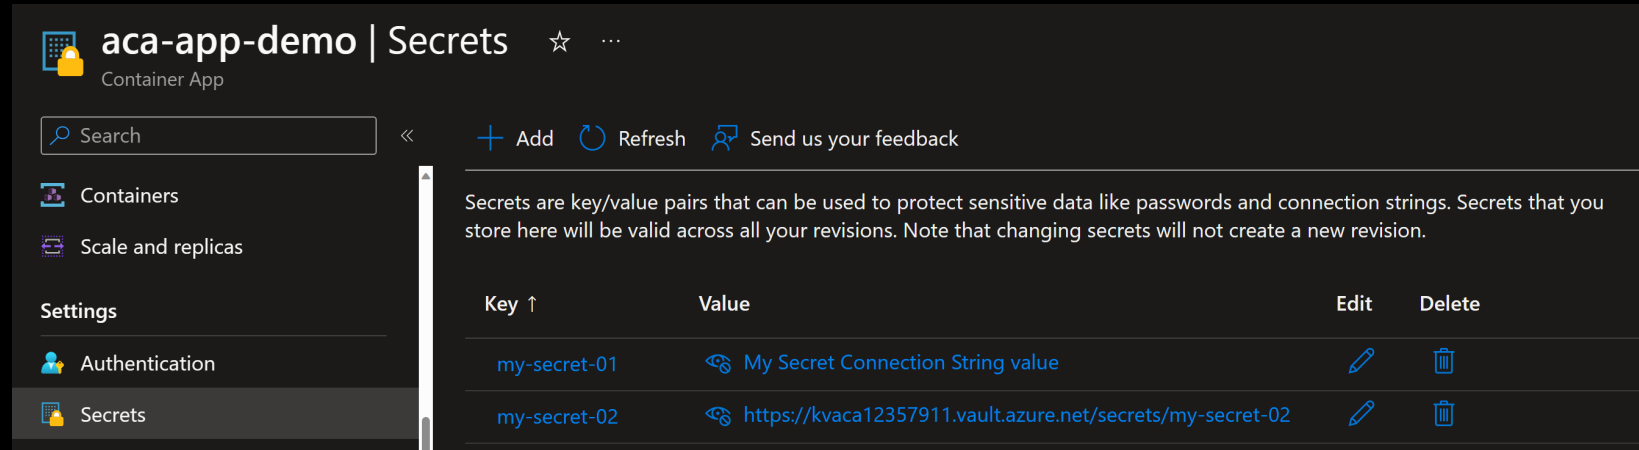 aca-app-demo | Secrets
Container App
Search
Add
Refresh
Send us your feedback
Containers
Scale and replicas
Settings
Authentication
Secrets
Secrets are key/value pairs that can be used to protect sensitive data like passwords and connection strings. Secrets that you
store here will be valid across all your revisions. Note that changing secrets will not create a new revision.
Key ↑ Value Edit Delete
my-secret-01 My Secret Connection String value
my-secret-02 https://kvaca12357911.vault.azure.net/secrets/my-secret-02